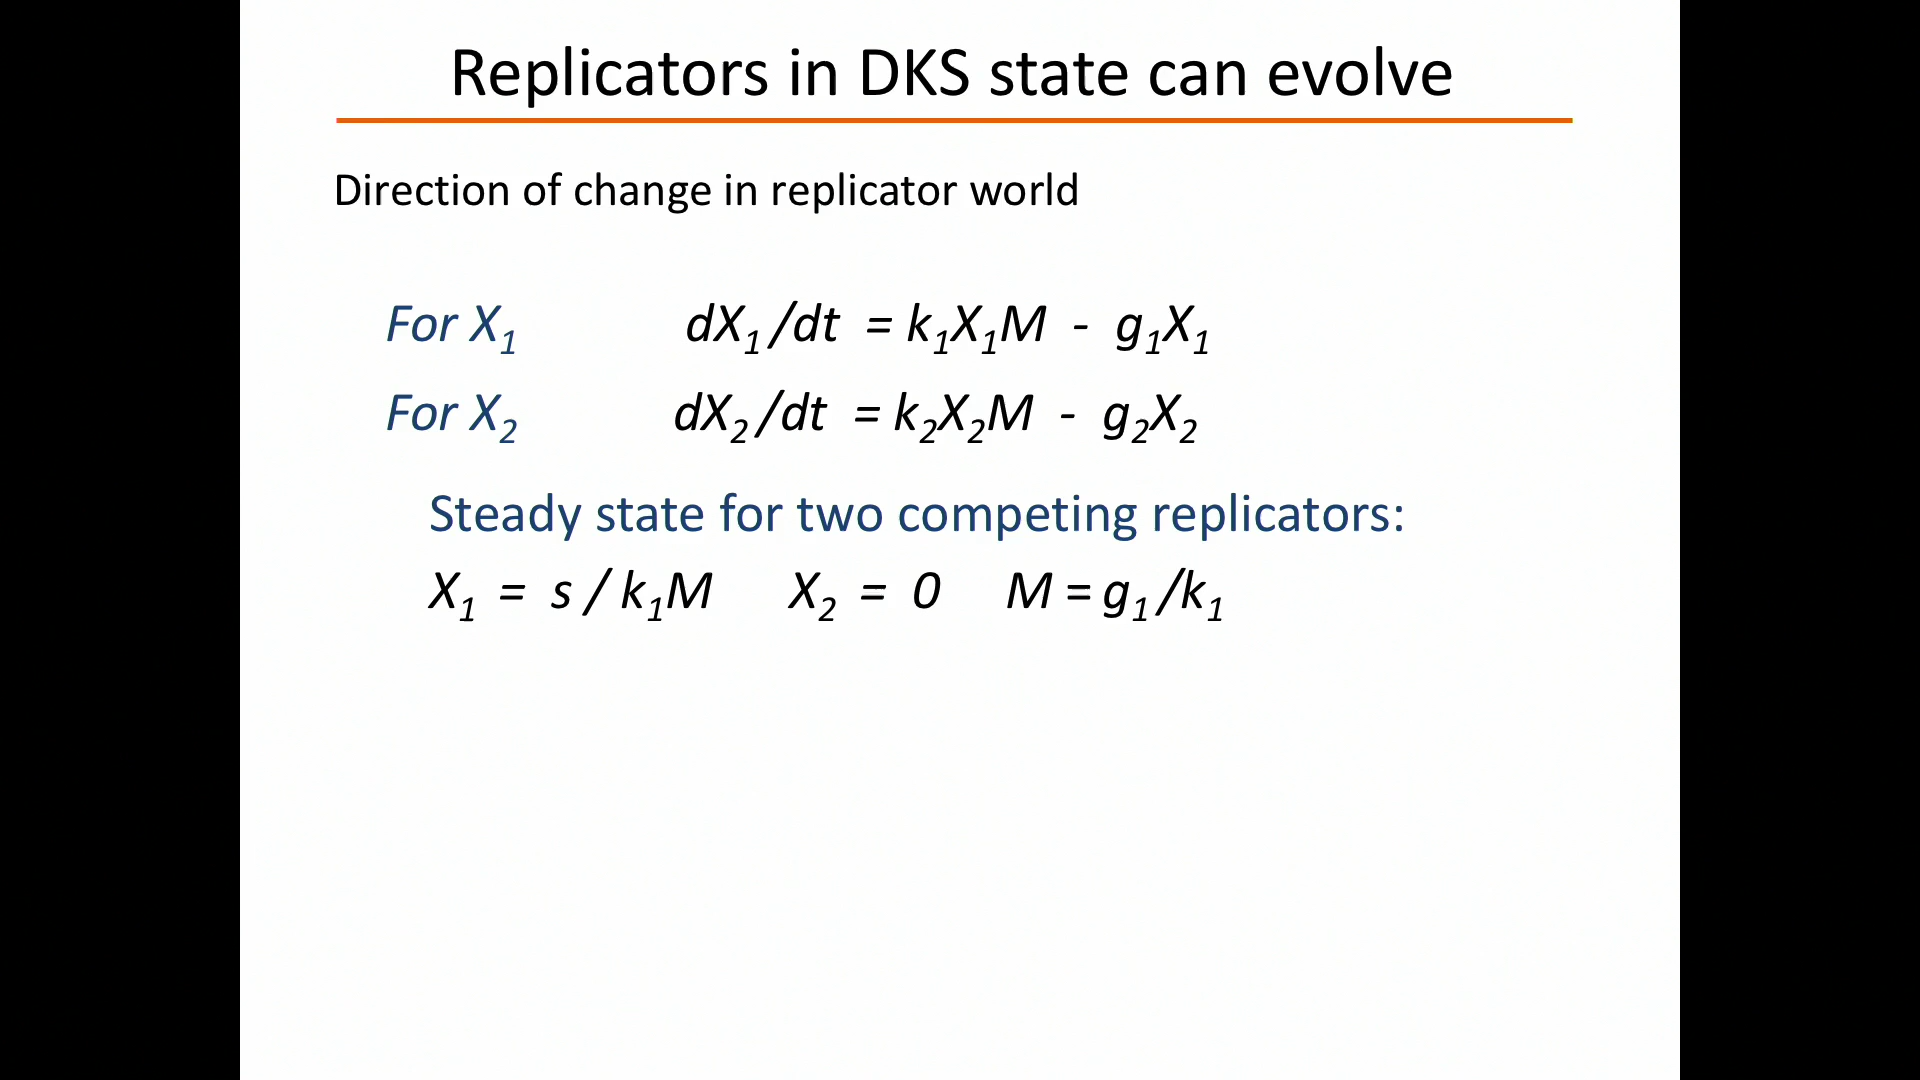 Replicators in DKS state can evolve
Direction of change in replicator world
For X₁ dX₁/dt = k₁X₁M - g₁X₁
For X₂ dX₂/dt = k₂X₂M - g₂X₂
Steady state for two competing replicators:
X₁ = s / k₁M X₂ = 0 M = g₁/k₁